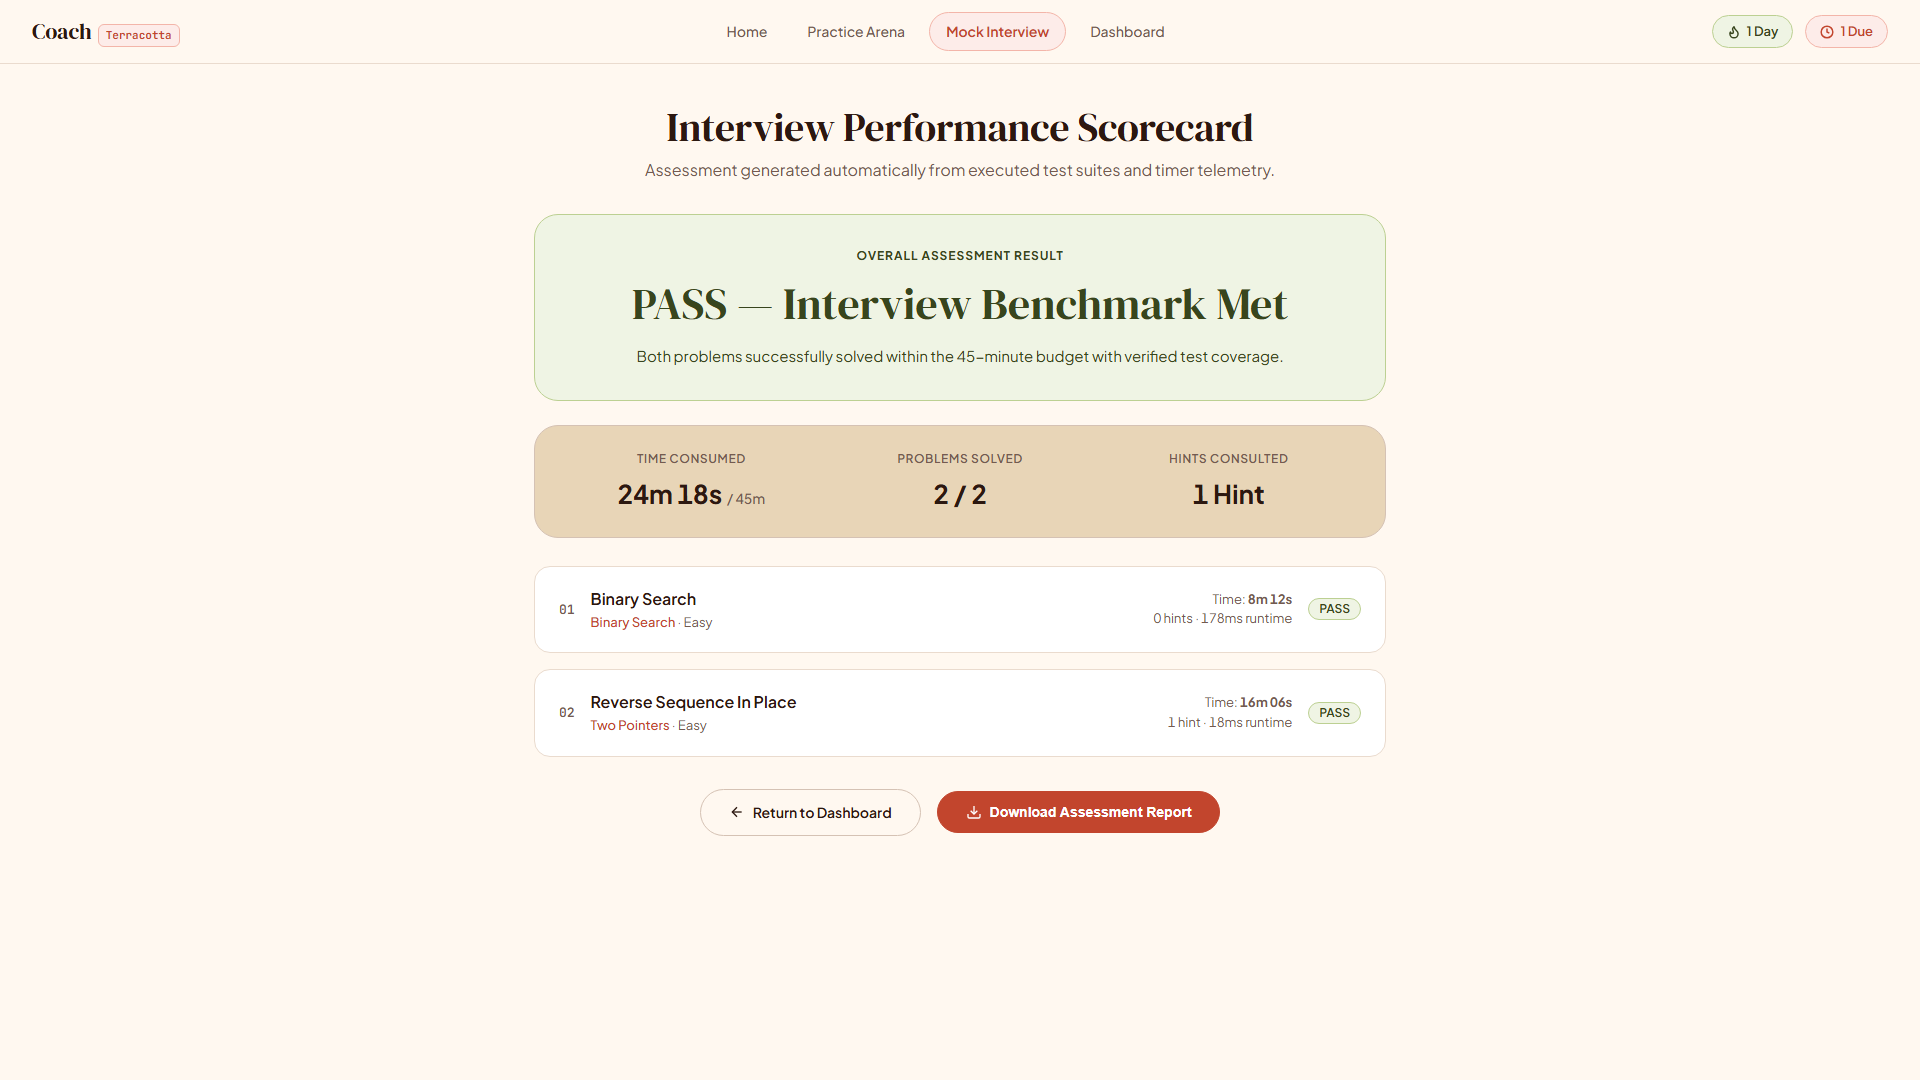 Coach Terracotta
Home Practice Arena Mock Interview Dashboard
1 Day 1 Due
Interview Performance Scorecard
Assessment generated automatically from executed test suites and timer telemetry.
OVERALL ASSESSMENT RESULT
PASS — Interview Benchmark Met
Both problems successfully solved within the 45-minute budget with verified test coverage.
TIME CONSUMED
24m 18s / 45m
PROBLEMS SOLVED
2 / 2
HINTS CONSULTED
1 Hint
01
Binary Search
Binary Search · Easy
Time: 8m 12s
0 hints · 178ms runtime
PASS
02
Reverse Sequence In Place
Two Pointers · Easy
Time: 16m 06s
1 hint · 18ms runtime
PASS
Return to Dashboard
Download Assessment Report